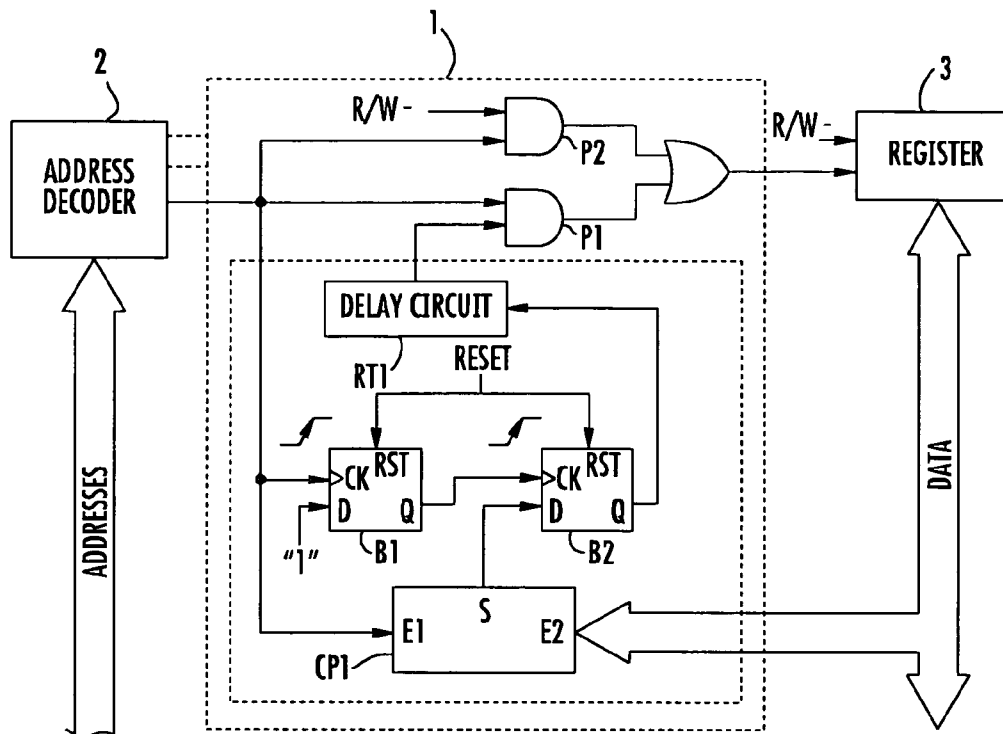 1
2
3
R/W-
P2
R/W-
REGISTER
ADDRESS
DECODER
P1
DELAY CIRCUIT
RT1
RESET
CK
RST
D
Q
B1
"1"
CK
RST
D
Q
B2
S
E1
E2
CP1
ADDRESSES
DATA